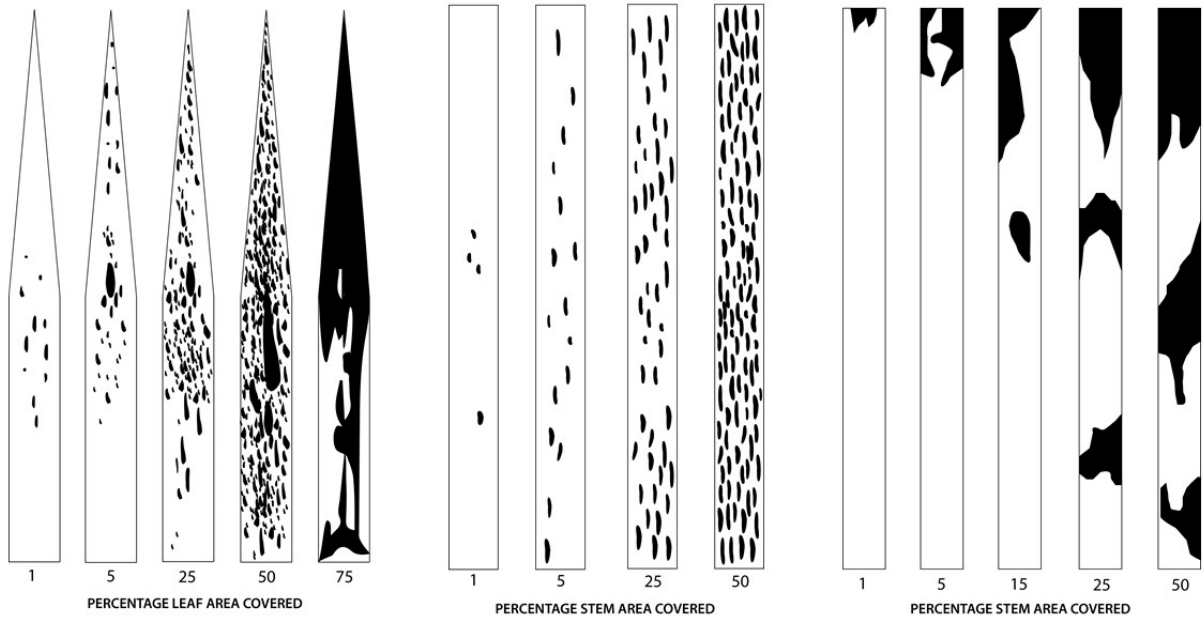 1 5 25 50 75
PERCENTAGE LEAF AREA COVERED
1 5 25 50
PERCENTAGE STEM AREA COVERED
1 5 15 25 50
PERCENTAGE STEM AREA COVERED